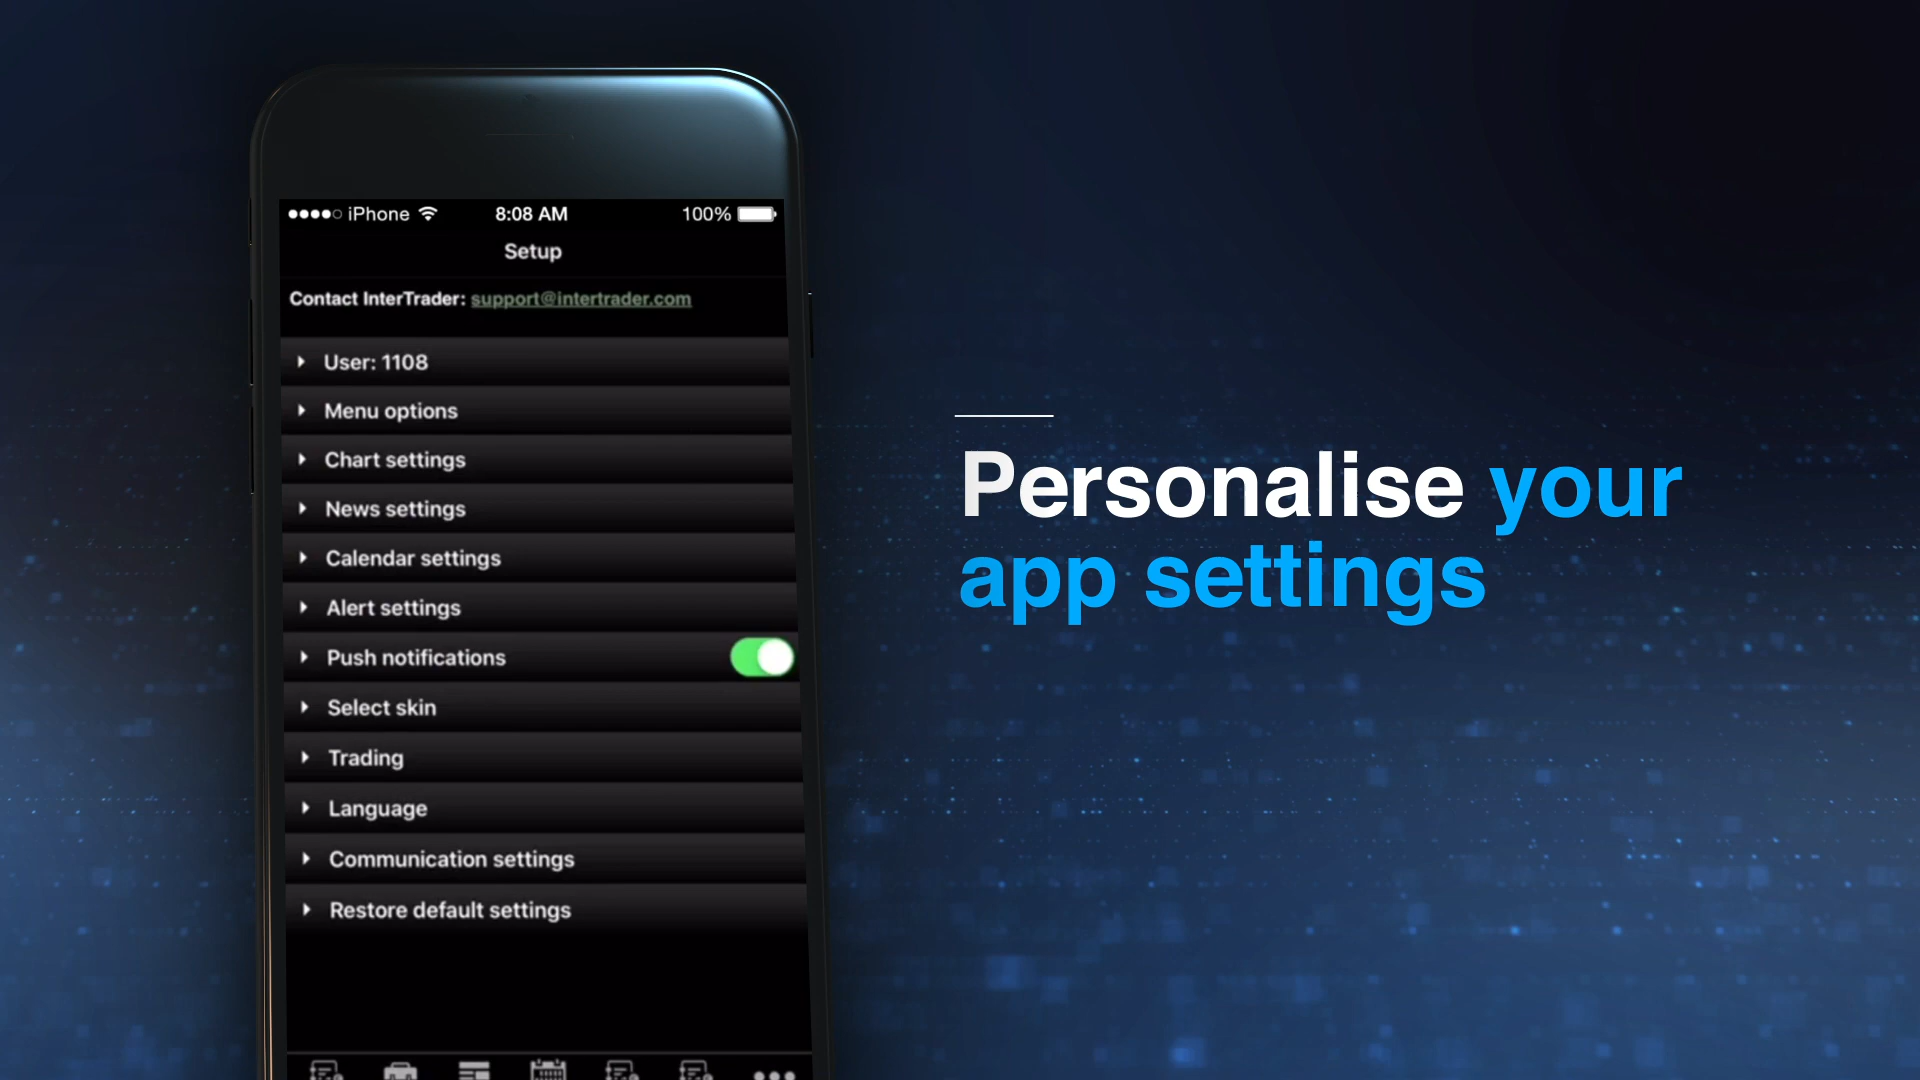 iPhone 8:08 AM 100%
Setup
Contact InterTrader: support@intertrader.com
User: 1108
Menu options
Chart settings
News settings
Calendar settings
Alert settings
Push notifications
Select skin
Trading
Language
Communication settings
Restore default settings
Personalise your
app settings